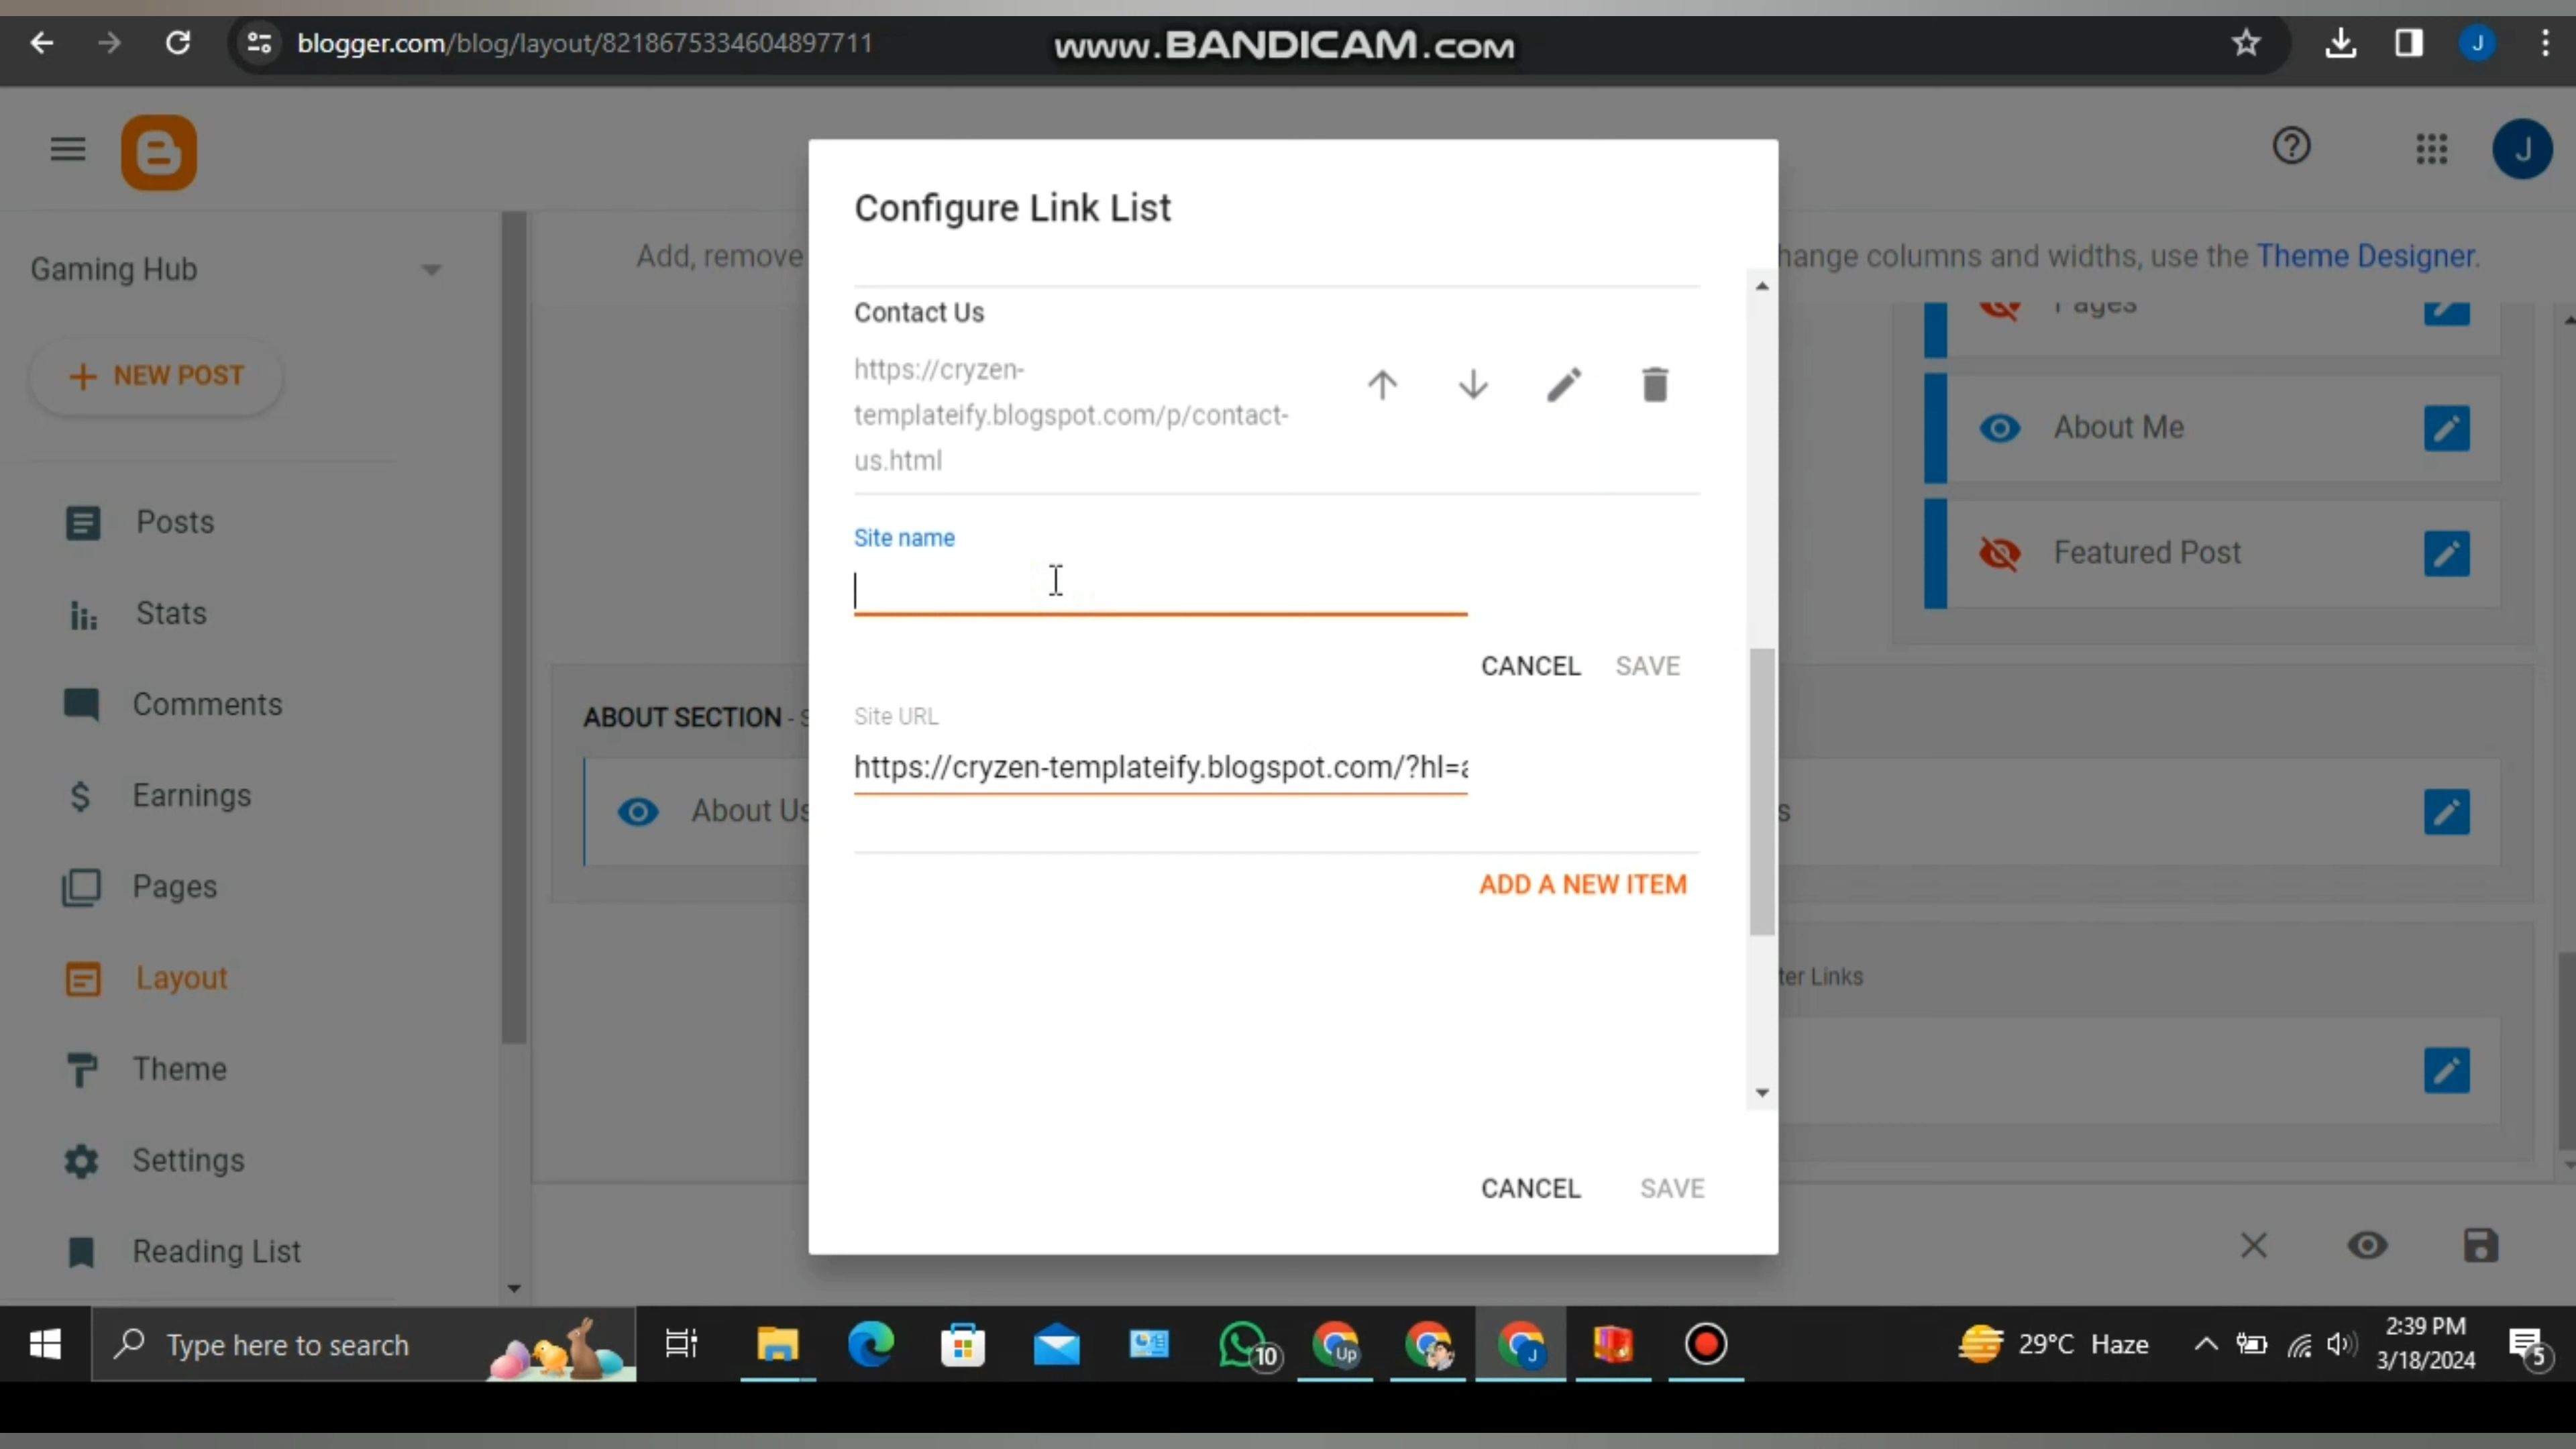 blogger.com/blog/layout/8218675334604897711
www.BANDICAM.com
J
J
Gaming Hub
NEW POST
Posts
Stats
Comments
Earnings
Pages
Layout
Theme
Settings
Reading List
Add, remove
hange columns and widths, use the Theme Designer.
Configure Link List
Contact Us
https://cryzen-
templateify.blogspot.com/p/contact-
us.html
Site name
CANCEL SAVE
Site URL
https://cryzen-templateify.blogspot.com/?hl=a
ADD A NEW ITEM
CANCEL SAVE
Pages
About Me
Featured Post
ABOUT SECTION - S
About Us
s
ter Links
Type here to search
10
Up
J
29°C Haze
2:39 PM
3/18/2024
5